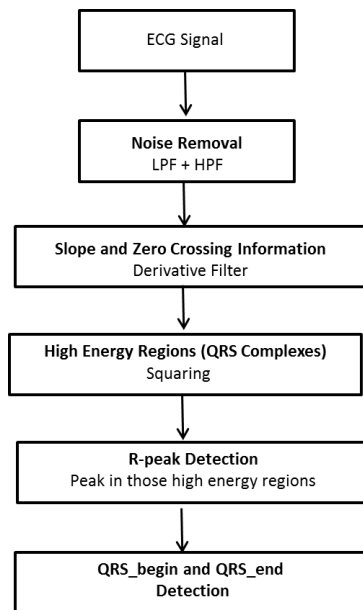 ECG Signal
Noise Removal
LPF + HPF
Slope and Zero Crossing Information
Derivative Filter
High Energy Regions (QRS Complexes)
Squaring
R-peak Detection
Peak in those high energy regions
QRS_begin and QRS_end
Detection